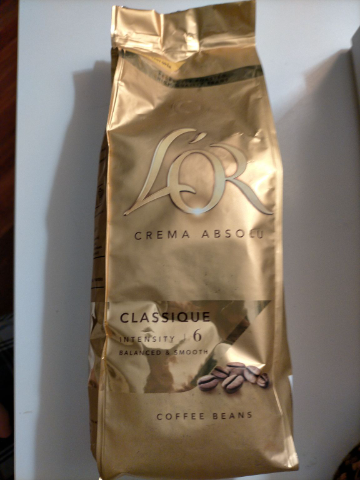 L'OR
CREMA ABSOLU
CLASSIQUE
INTENSITY | 6
BALANCED & SMOOTH
COFFEE BEANS